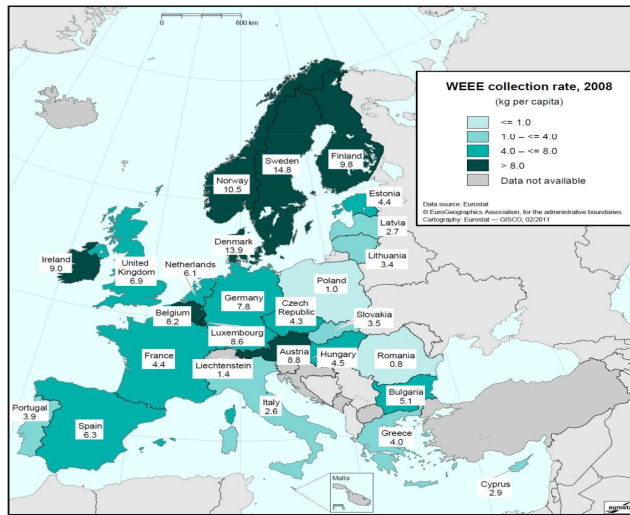 0
600 km
WEEE collection rate, 2008
(kg per capita)
<= 1.0
1.0 – <= 4.0
4.0 – <= 8.0
> 8.0
Data not available
Data source: Eurostat
© EuroGeographics Association, for the administrative boundaries
Cartography: Eurostat — GISCO, 02/2011
Finland
9.8
Sweden
14.8
Norway
10.5
Estonia
4.4
Latvia
2.7
Lithuania
3.4
Denmark
13.9
Ireland
9.0
United
Kingdom
6.9
Netherlands
6.1
Poland
1.0
Germany
7.8
Czech
Republic
4.3
Belgium
8.2
Slovakia
3.5
Luxembourg
8.6
France
4.4
Austria
8.8
Hungary
4.5
Romania
0.8
Liechtenstein
1.4
Bulgaria
5.1
Portugal
3.9
Spain
6.3
Italy
2.6
Greece
4.0
Malta
Cyprus
2.9